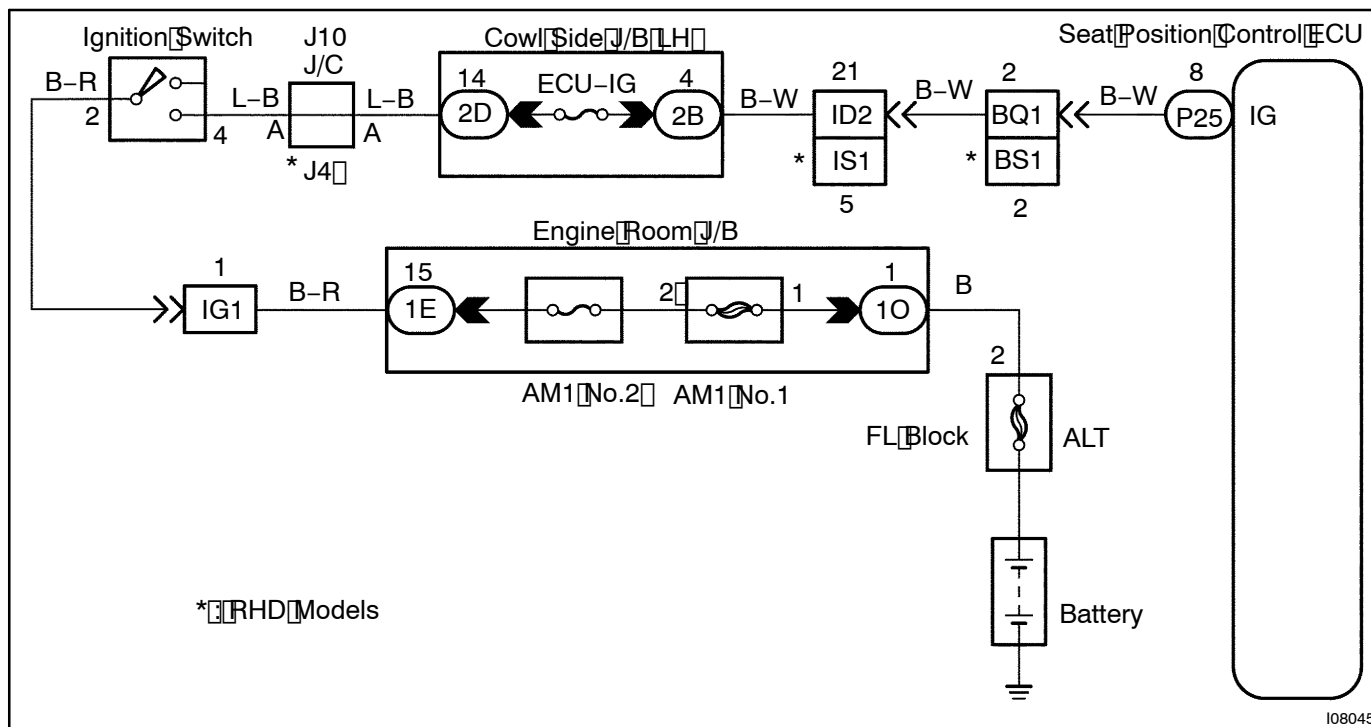 Ignition Switch
J10
J/C
Cowl Side J/B LH
Seat Position Control ECU
B-R
2
4
L-B
A
L-B
A
* J4
14
2D
ECU-IG
4
2B
B-W
21
ID2
* IS1
5
B-W
2
BQ1
* BS1
2
B-W
8
P25
IG
Engine Room J/B
1
IG1
B-R
15
1E
2
1
1
1O
B
AM1 No.2
AM1 No.1
2
FL Block
ALT
Battery
* : RHD Models
I08045